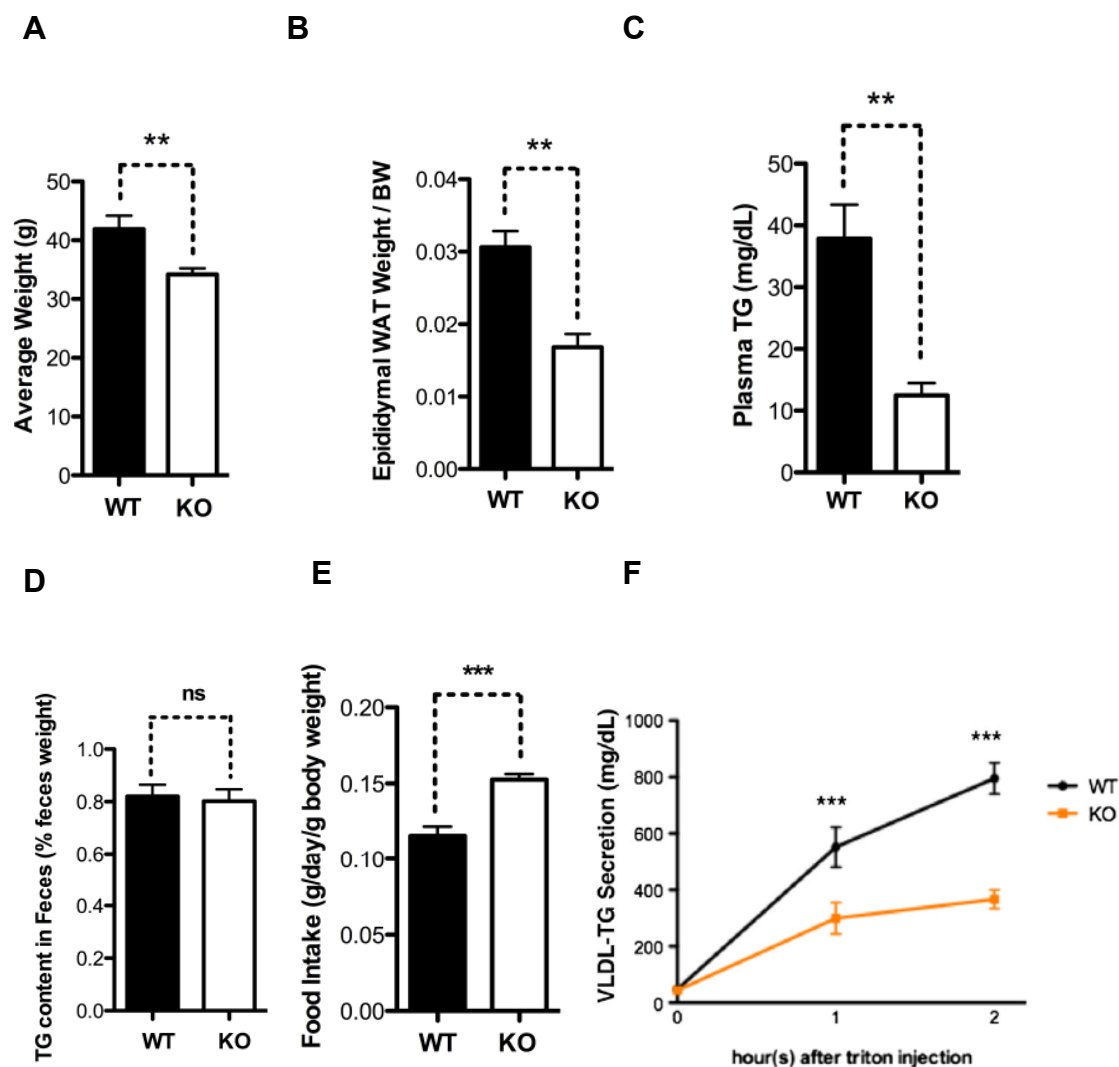 A
B
C
**
Average Weight (g)
50
40
30
20
10
0
WT
KO
**
Epididymal WAT Weight / BW
0.04
0.03
0.02
0.01
0.00
WT
KO
**
Plasma TG (mg/dL)
50
40
30
20
10
0
WT
KO
D
E
F
ns
TG content in Feces (% feces weight)
1.0
0.8
0.6
0.4
0.2
0.0
WT
KO
***
Food Intake (g/day/g body weight)
0.20
0.15
0.10
0.05
0.00
WT
KO
VLDL-TG Secretion (mg/dL)
1000
800
600
400
200
0
***
***
0
1
2
hour(s) after triton injection
WT
KO